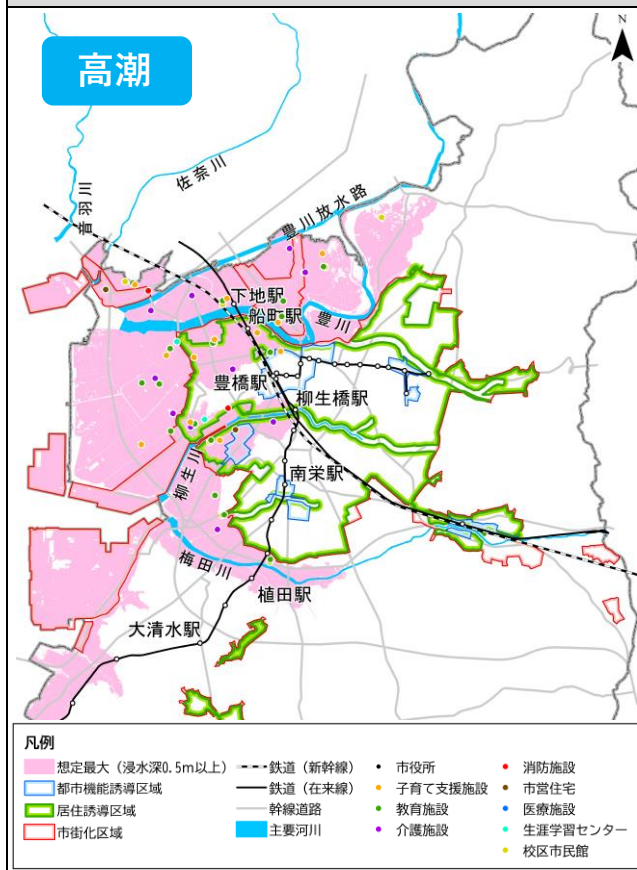 高潮
N
佐奈川
音羽川
豊川放水路
下地駅
船町駅
豊川
豊橋駅
柳生橋駅
柳生川
南栄駅
梅田川
植田駅
大清水駅
凡例
想定最大（浸水深0.5m以上）
都市機能誘導区域
居住誘導区域
市街化区域
鉄道（新幹線）
鉄道（在来線）
幹線道路
主要河川
市役所
子育て支援施設
教育施設
介護施設
消防施設
市営住宅
医療施設
生涯学習センター
校区市民館